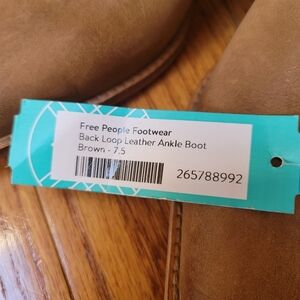 Free People Footwear
Back Loop Leather Ankle Boot
Brown - 7.5
265788992